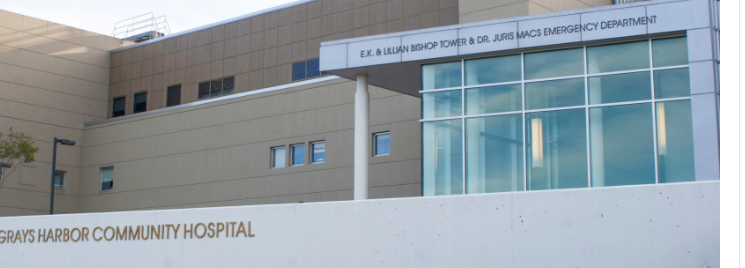 E.K. & LILLIAN BISHOP TOWER & DR. JURIS MACS EMERGENCY DEPARTMENT
GRAYS HARBOR COMMUNITY HOSPITAL